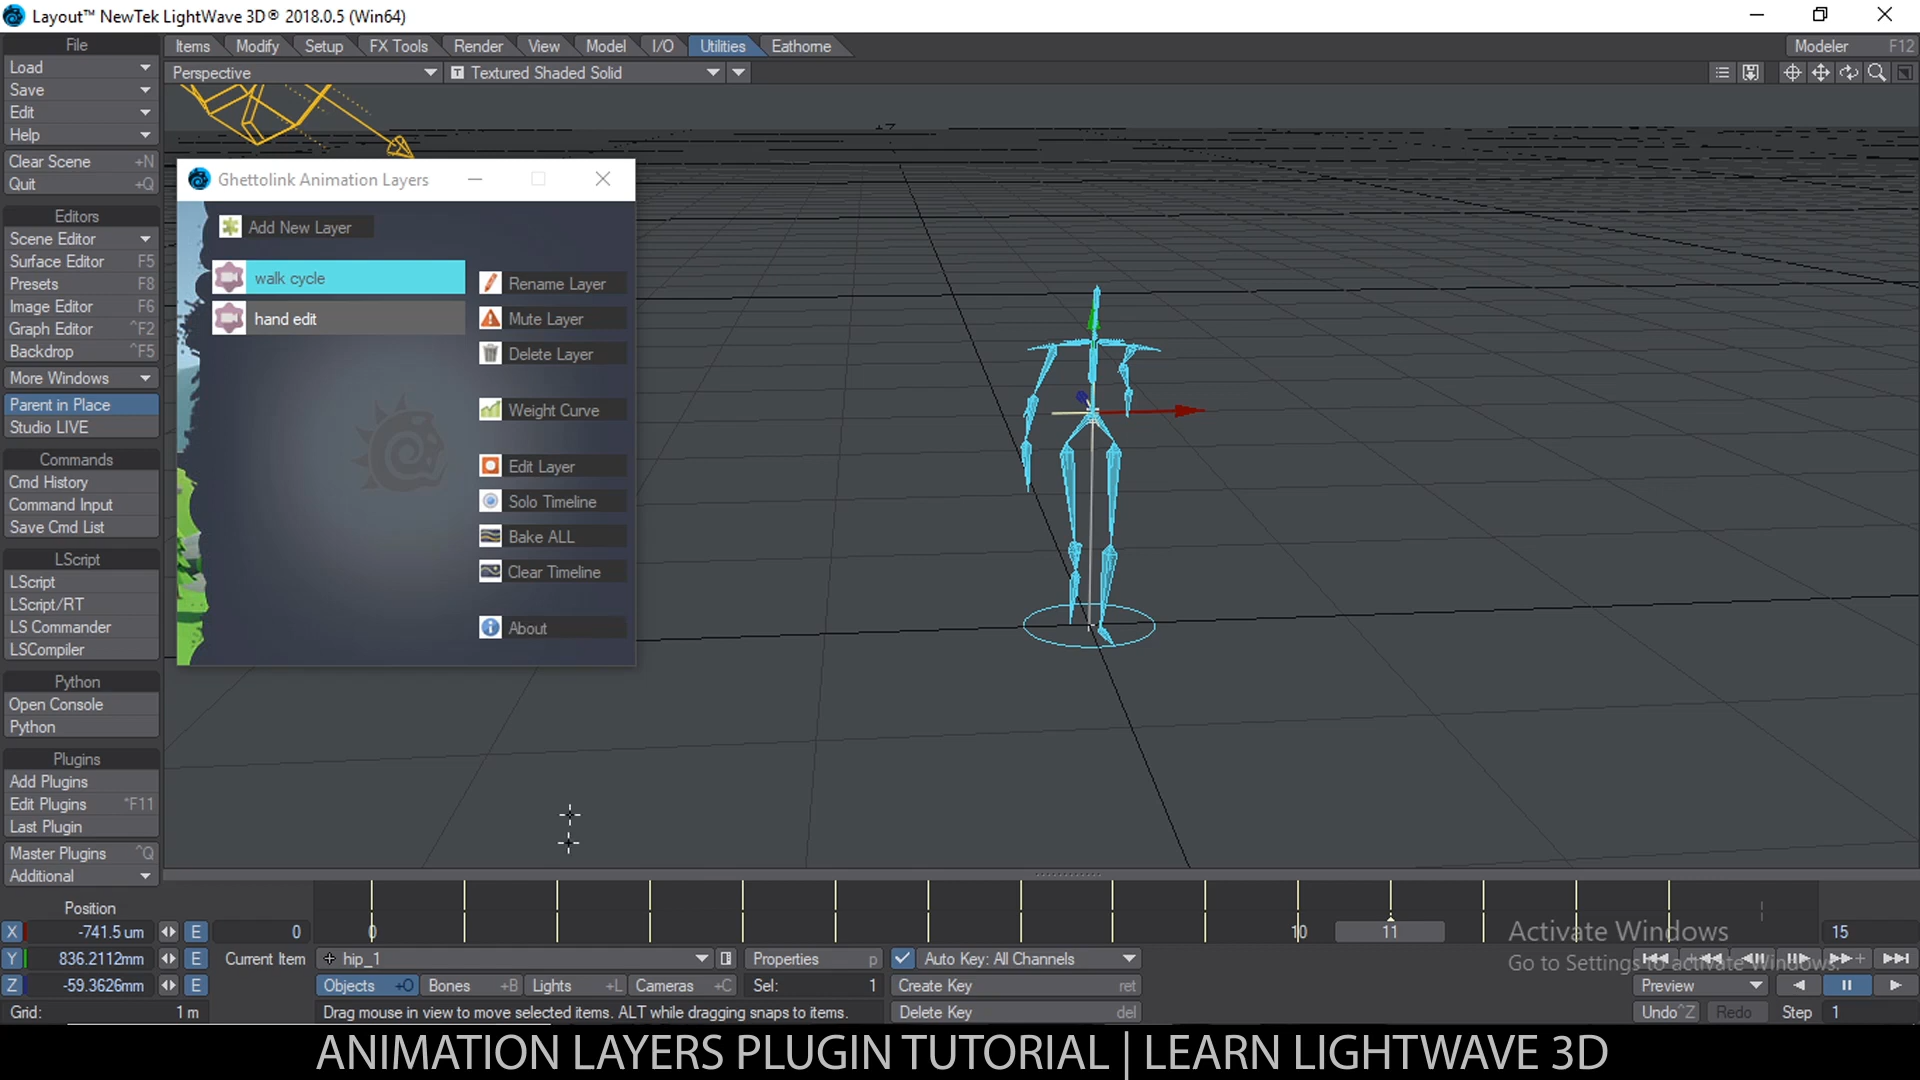 Layout™ NewTek LightWave 3D® 2018.0.5 (Win64)
File
Items Modify Setup FX Tools Render View Model I/O Utilities Eathome Modeler F12
Load
Perspective T Textured Shaded Solid
Save
Edit
Help
Clear Scene +N
Quit +Q
Editors
Scene Editor
Surface Editor F5
Presets F8
Image Editor F6
Graph Editor ^F2
Backdrop ^F5
More Windows
Parent in Place
Studio LIVE
Commands
Cmd History
Command Input
Save Cmd List
LScript
LScript
LScript/RT
LS Commander
LSCompiler
Python
Open Console
Python
Plugins
Add Plugins
Edit Plugins ^F11
Last Plugin
Master Plugins ^Q
Additional
Ghettolink Animation Layers
Add New Layer
walk cycle
hand edit
Rename Layer
Mute Layer
Delete Layer
Weight Curve
Edit Layer
Solo Timeline
Bake ALL
Clear Timeline
About
Position
X -741.5 um E 0 0 10 11 15
Y 836.2112mm E Current Item + hip_1 Properties p Auto Key: All Channels
Z -59.3626mm E Objects +O Bones +B Lights +L Cameras +C Sel: 1 Create Key ret Preview
Grid: 1 m Drag mouse in view to move selected items. ALT while dragging snaps to items. Delete Key del Undo ^Z Redo Step 1
Activate Windows
Go to Settings to activate Windows.
ANIMATION LAYERS PLUGIN TUTORIAL | LEARN LIGHTWAVE 3D